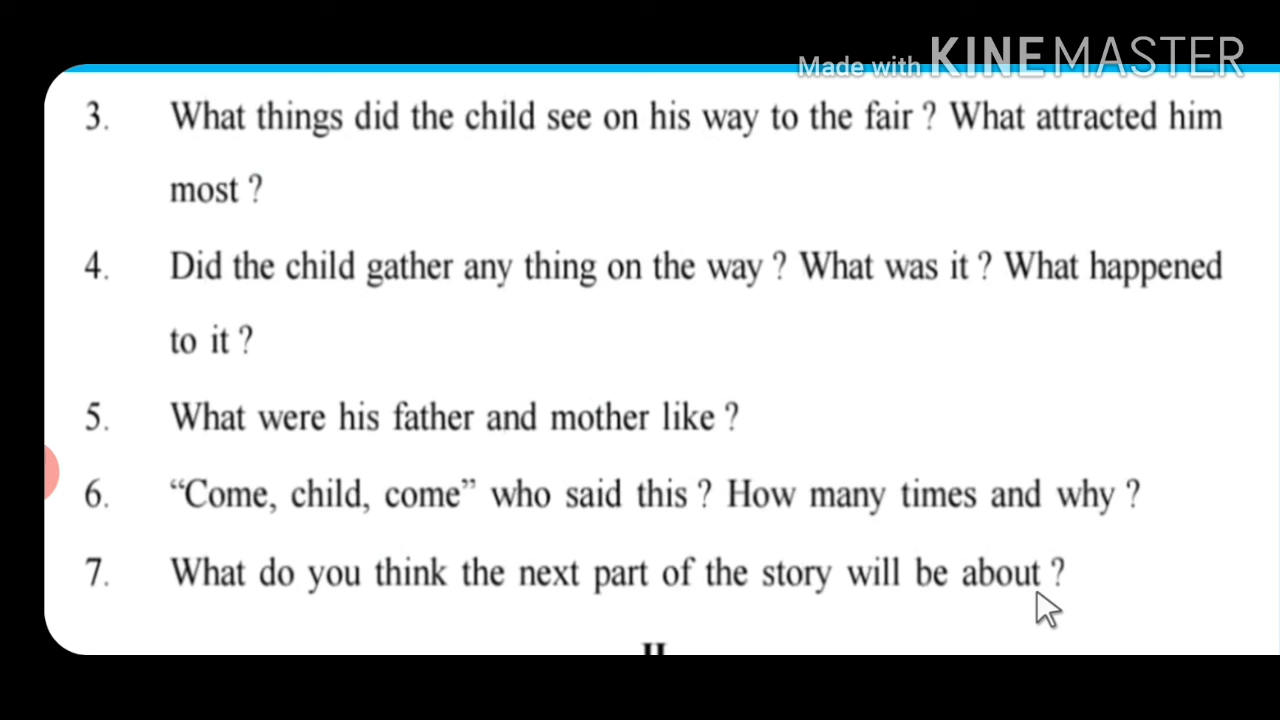 Made with KINEMASTER
3. What things did the child see on his way to the fair ? What attracted him
most ?
4. Did the child gather any thing on the way ? What was it ? What happened
to it ?
5. What were his father and mother like ?
6. “Come, child, come” who said this ? How many times and why ?
7. What do you think the next part of the story will be about ?
II